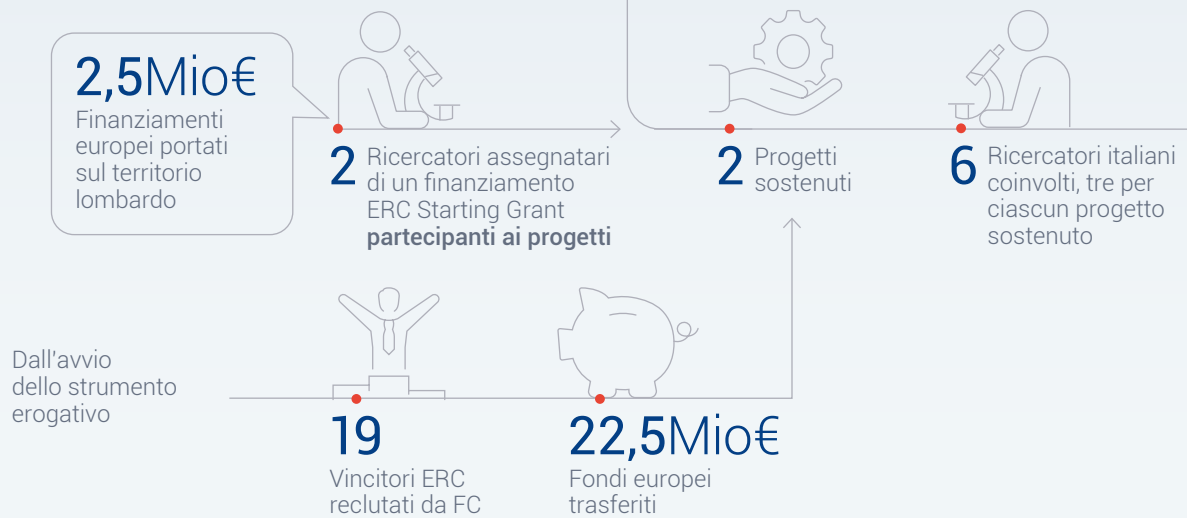 2,5Mio€
Finanziamenti
europei portati
sul territorio
lombardo
2 Ricercatori assegnatari
di un finanziamento
ERC Starting Grant
partecipanti ai progetti
2 Progetti
sostenuti
6 Ricercatori italiani
coinvolti, tre per
ciascun progetto
sostenuto
Dall'avvio
dello strumento
erogativo
19
Vincitori ERC
reclutati da FC
22,5Mio€
Fondi europei
trasferiti